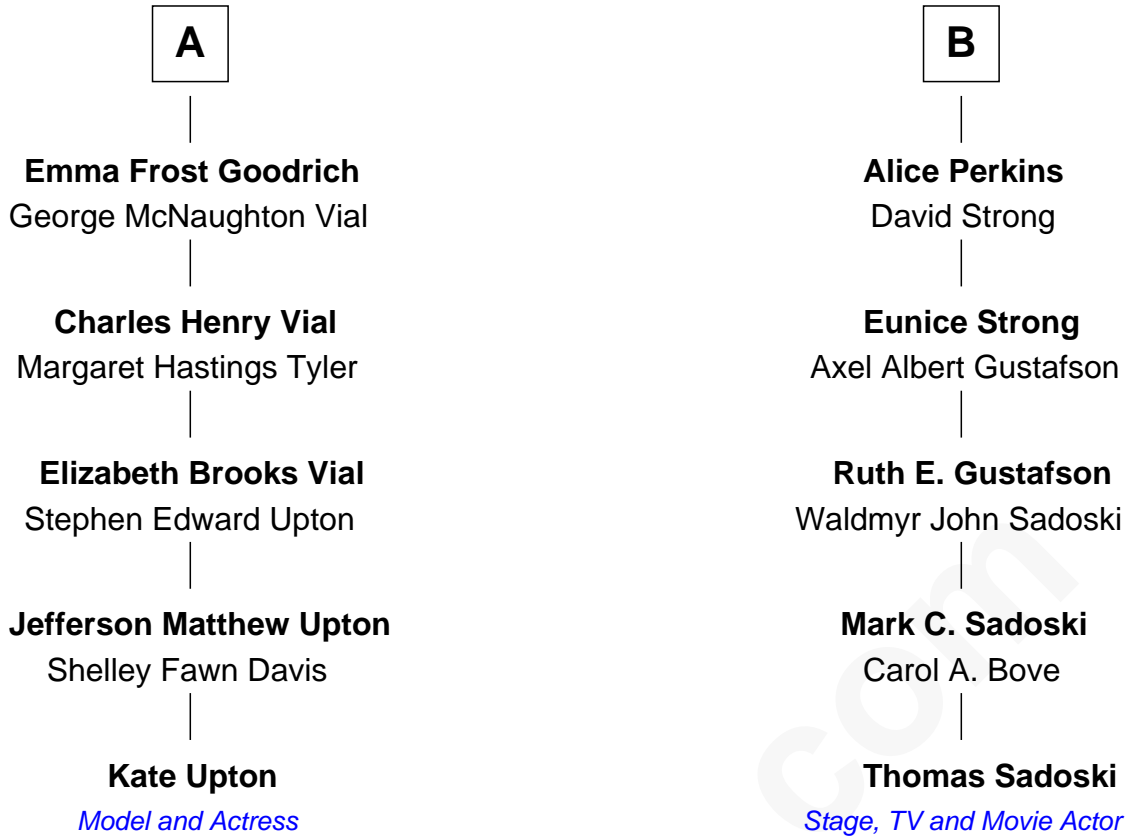 A
Emma Frost Goodrich
George McNaughton Vial
Charles Henry Vial
Margaret Hastings Tyler
Elizabeth Brooks Vial
Stephen Edward Upton
Jefferson Matthew Upton
Shelley Fawn Davis
Kate Upton
Model and Actress
B
Alice Perkins
David Strong
Eunice Strong
Axel Albert Gustafson
Ruth E. Gustafson
Waldmyr John Sadoski
Mark C. Sadoski
Carol A. Bove
Thomas Sadoski
Stage, TV and Movie Actor
com